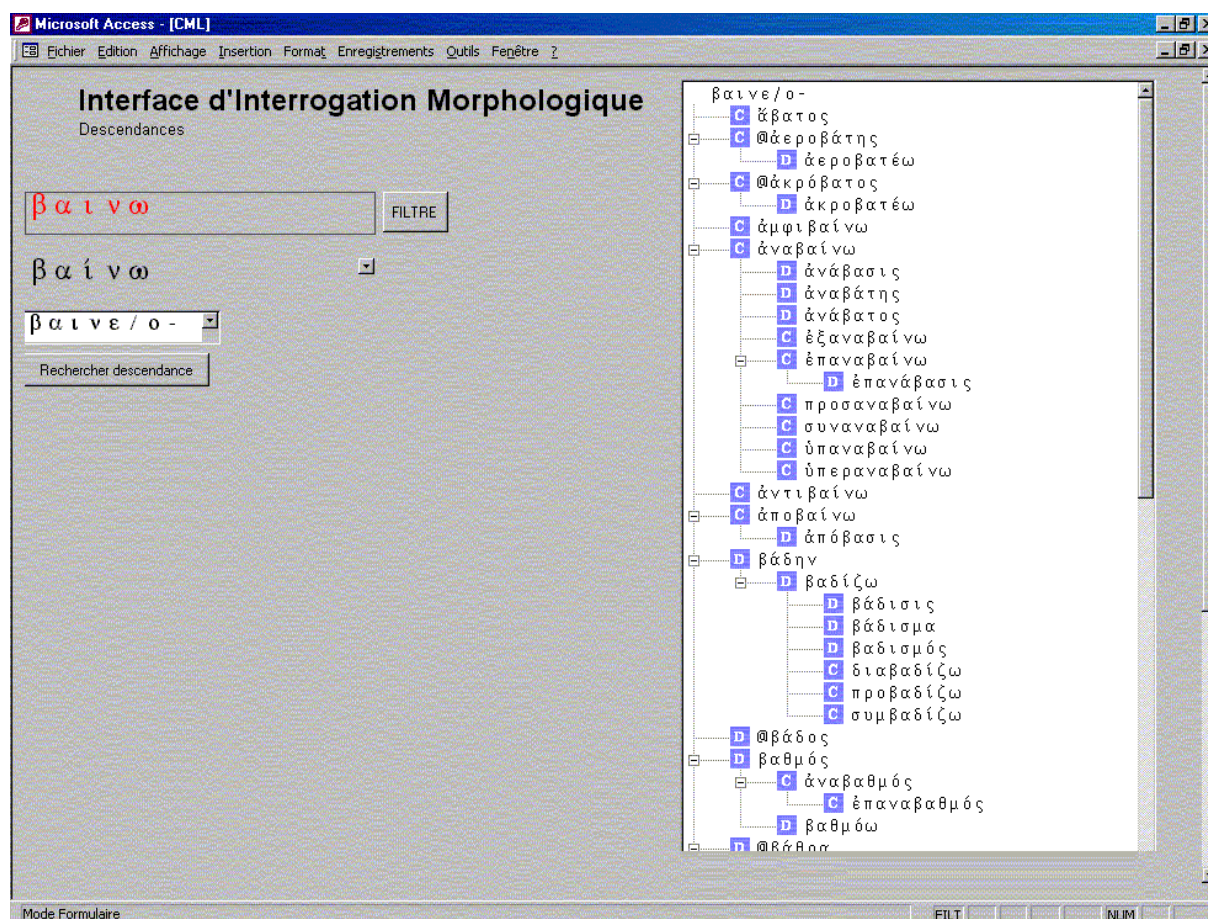 Microsoft Access - [CML]
Fichier Edition Affichage Insertion Format Enregistrements Outils Fenêtre ?
Interface d'Interrogation Morphologique
Descendances
βαινω
FILTRE
βαίνω
βαινε/ο-
Rechercher descendance
βαινε/ο-
C ἄβατος
C @ἀεροβάτης
D ἀεροβατέω
C @ἀκρόβατος
D ἀκροβατέω
C ἀμφιβαίνω
C ἀναβαίνω
D ἀνάβασις
D ἀναβάτης
D ἀνάβατος
C ἐξαναβαίνω
C ἐπαναβαίνω
D ἐπανάβασις
C προσαναβαίνω
C συναναβαίνω
C ὑπαναβαίνω
C ὑπεραναβαίνω
C ἀντιβαίνω
C ἀποβαίνω
D ἀπόβασις
D βάδην
D βαδίζω
D βάδισις
D βάδισμα
D βαδισμός
C διαβαδίζω
C προβαδίζω
C συμβαδίζω
D @βάδος
D βαθμός
C ἀναβαθμός
C ἐπαναβαθμός
D βαθμόω
D @βάθρα
Mode Formulaire
FILT
NUM